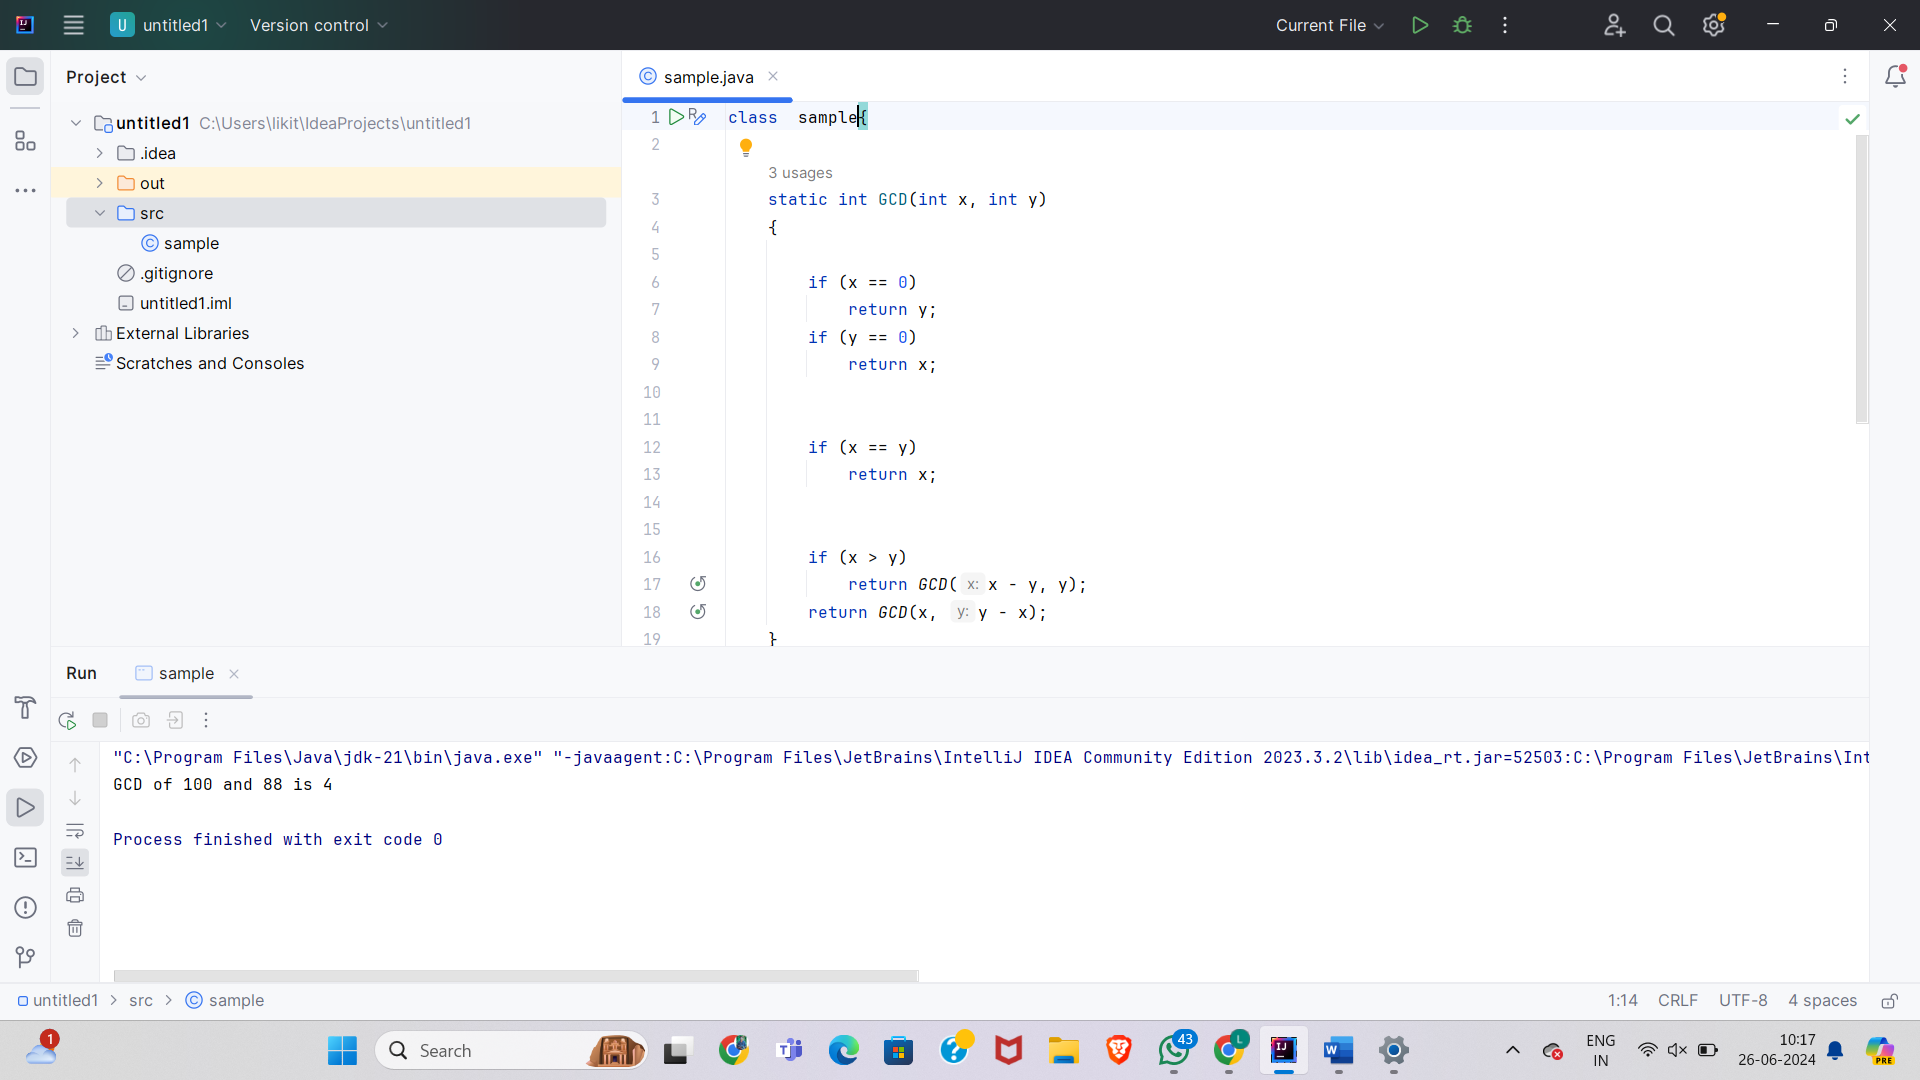 U untitled1 Version control Current File
Project
sample.java
untitled1 C:\Users\likit\IdeaProjects\untitled1
.idea
out
src
sample
.gitignore
untitled1.iml
External Libraries
Scratches and Consoles
1 class  sample{
2
3 usages
3 static int GCD(int x, int y)
4 {
5
6 if (x == 0)
7 return y;
8 if (y == 0)
9 return x;
10
11
12 if (x == y)
13 return x;
14
15
16 if (x > y)
17 return GCD( x: x - y, y);
18 return GCD(x, y: y - x);
19 }
Run sample
"C:\Program Files\Java\jdk-21\bin\java.exe" "-javaagent:C:\Program Files\JetBrains\IntelliJ IDEA Community Edition 2023.3.2\lib\idea_rt.jar=52503:C:\Program Files\JetBrains\Int
GCD of 100 and 88 is 4
Process finished with exit code 0
untitled1 > src > sample 1:14 CRLF UTF-8 4 spaces
1 Search 43 L ENG 10:17
IN 26-06-2024 PRE